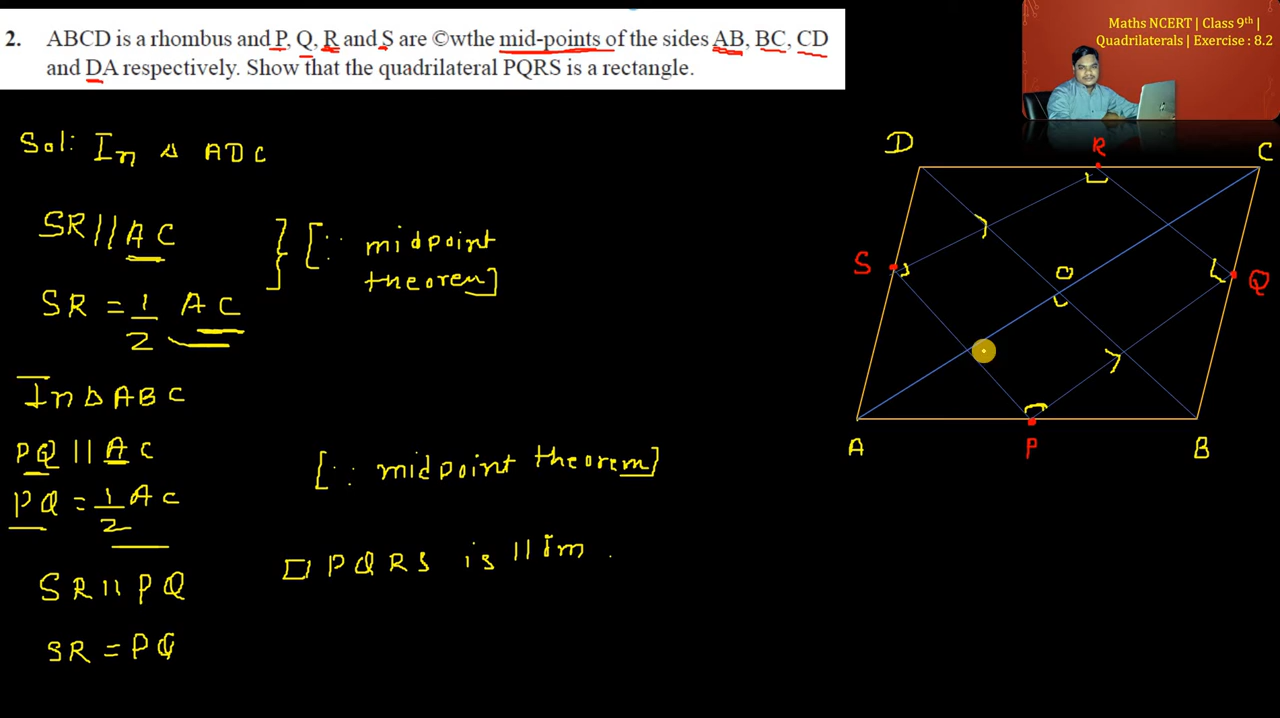 2. ABCD is a rhombus and P, Q, R and S are ©wthe mid-points of the sides AB, BC, CD
and DA respectively. Show that the quadrilateral PQRS is a rectangle.
Maths NCERT | Class 9th |
Quadrilaterals | Exercise : 8.2
Sol: In Δ ADC
SR || AC
SR = 1/2 AC
} [∵ midpoint
theorem]
In Δ ABC
PQ || AC
PQ = 1/2 AC
[∵ midpoint theorem]
SR || PQ
□ PQRS is ||lm .
SR = PQ
D
R
C
S
O
Q
A
P
B